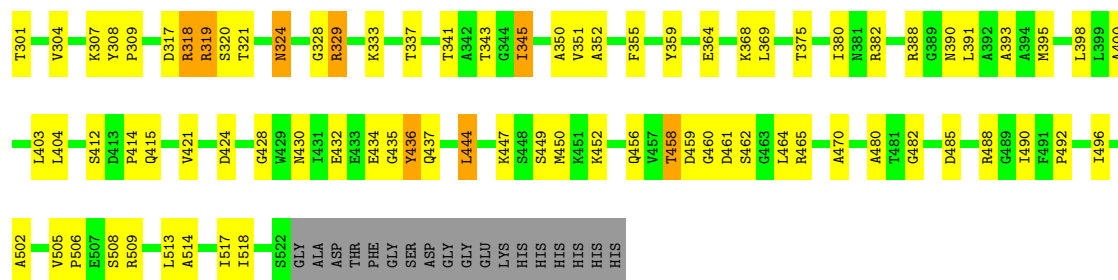 T301 V304 K307 Y308 P309 D317 R318 R319 S320 T321 N324 G328 R329 K333 T337 T341 A342 T343 G344 I345 A350 V351 A352 F355 Y359 E364 K368 L369 T375 I380 N381 R382 R388 G389 N390 L391 A392 A393 A394 M395 L398 L399 A400
L403 L404 S412 D413 P414 Q415 V421 D424 G428 W429 N430 I431 E432 E433 E434 G435 Y436 Q437 L444 K447 S448 S449 M450 K451 K452 Q456 V457 T458 D459 G460 D461 S462 G463 L464 R465 A470 A480 T481 G482 D485 R488 G489 I490 F491 P492 I496
A502 V505 P506 E507 S508 R509 L513 A514 I517 I518 S522 GLY ALA ASP THR PHE GLY SER ASP GLY GLY GLU LYS HIS HIS HIS HIS HIS HIS